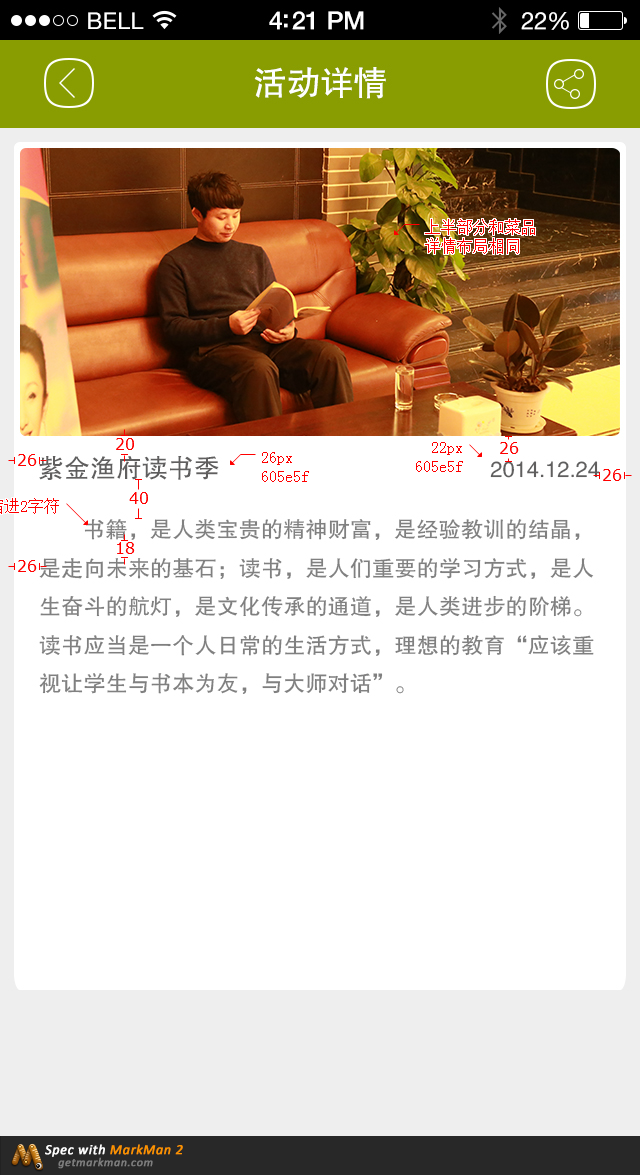 BELL 4:21 PM 22%
活动详情
上半部分和菜品
详情布局相同
20
26 紫金渔府读书季 26px
605e5f
22px
605e5f
26
2014.12.24 26
40
进2字符
书籍，是人类宝贵的精神财富，是经验教训的结晶，
18
26 是走向未来的基石；读书，是人们重要的学习方式，是人
生奋斗的航灯，是文化传承的通道，是人类进步的阶梯。
读书应当是一个人日常的生活方式，理想的教育“应该重
视让学生与书本为友，与大师对话”。
Spec with MarkMan 2
getmarkman.com